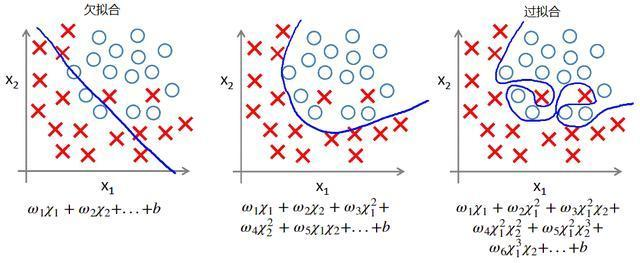 欠拟合
过拟合
x₂
x₁
x₂
x₁
x₂
x₁
ω₁χ₁ + ω₂χ₂+…+b
ω₁χ₁ + ω₂χ₂ + ω₃χ₁²+
ω₄χ₂² + ω₅χ₁χ₂+…+b
ω₁χ₁ + ω₂χ₁² + ω₃χ₁²χ₂+
ω₄χ₁²χ₂² + ω₅χ₁²χ₂³+
ω₆χ₁³χ₂+…+b